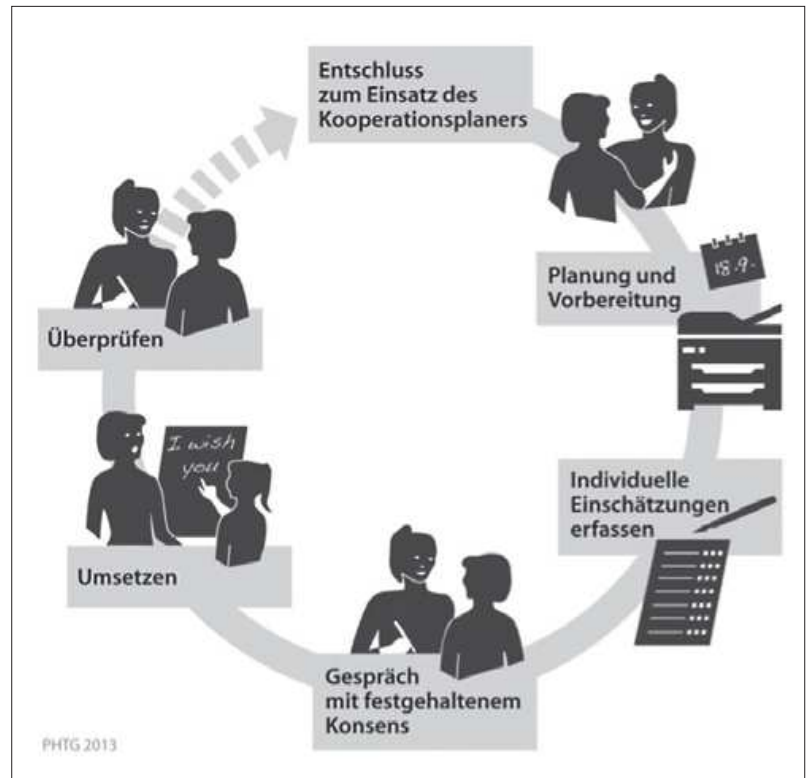 Entschluss
zum Einsatz des
Kooperationsplaners
18.9.
Planung und
Vorbereitung
Individuelle
Einschätzungen
erfassen
Gespräch
mit festgehaltenem
Konsens
I wish
you
Umsetzen
Überprüfen
PHTG 2013